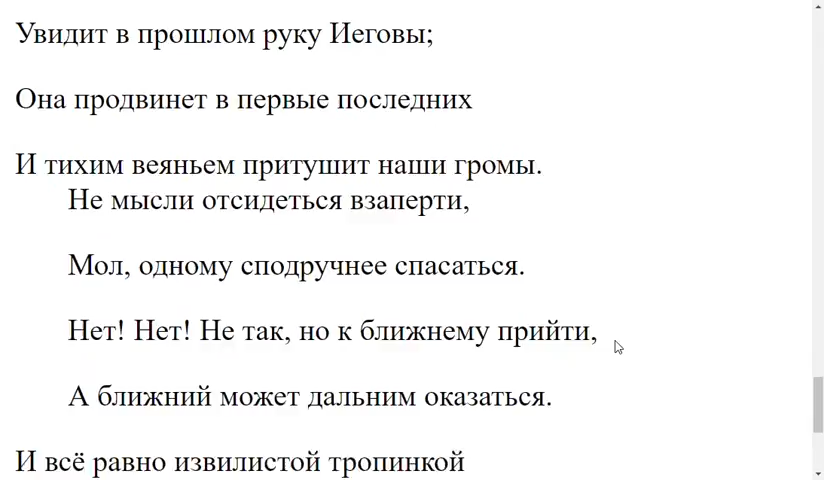 Увидит в прошлом руку Иеговы;
Она продвинет в первые последних
И тихим веяньем притушит наши громы.
Не мысли отсидеться взаперти,
Мол, одному сподручнее спасаться.
Нет! Нет! Не так, но к ближнему прийти,
А ближний может дальним оказаться.
И всё равно извилистой тропинкой